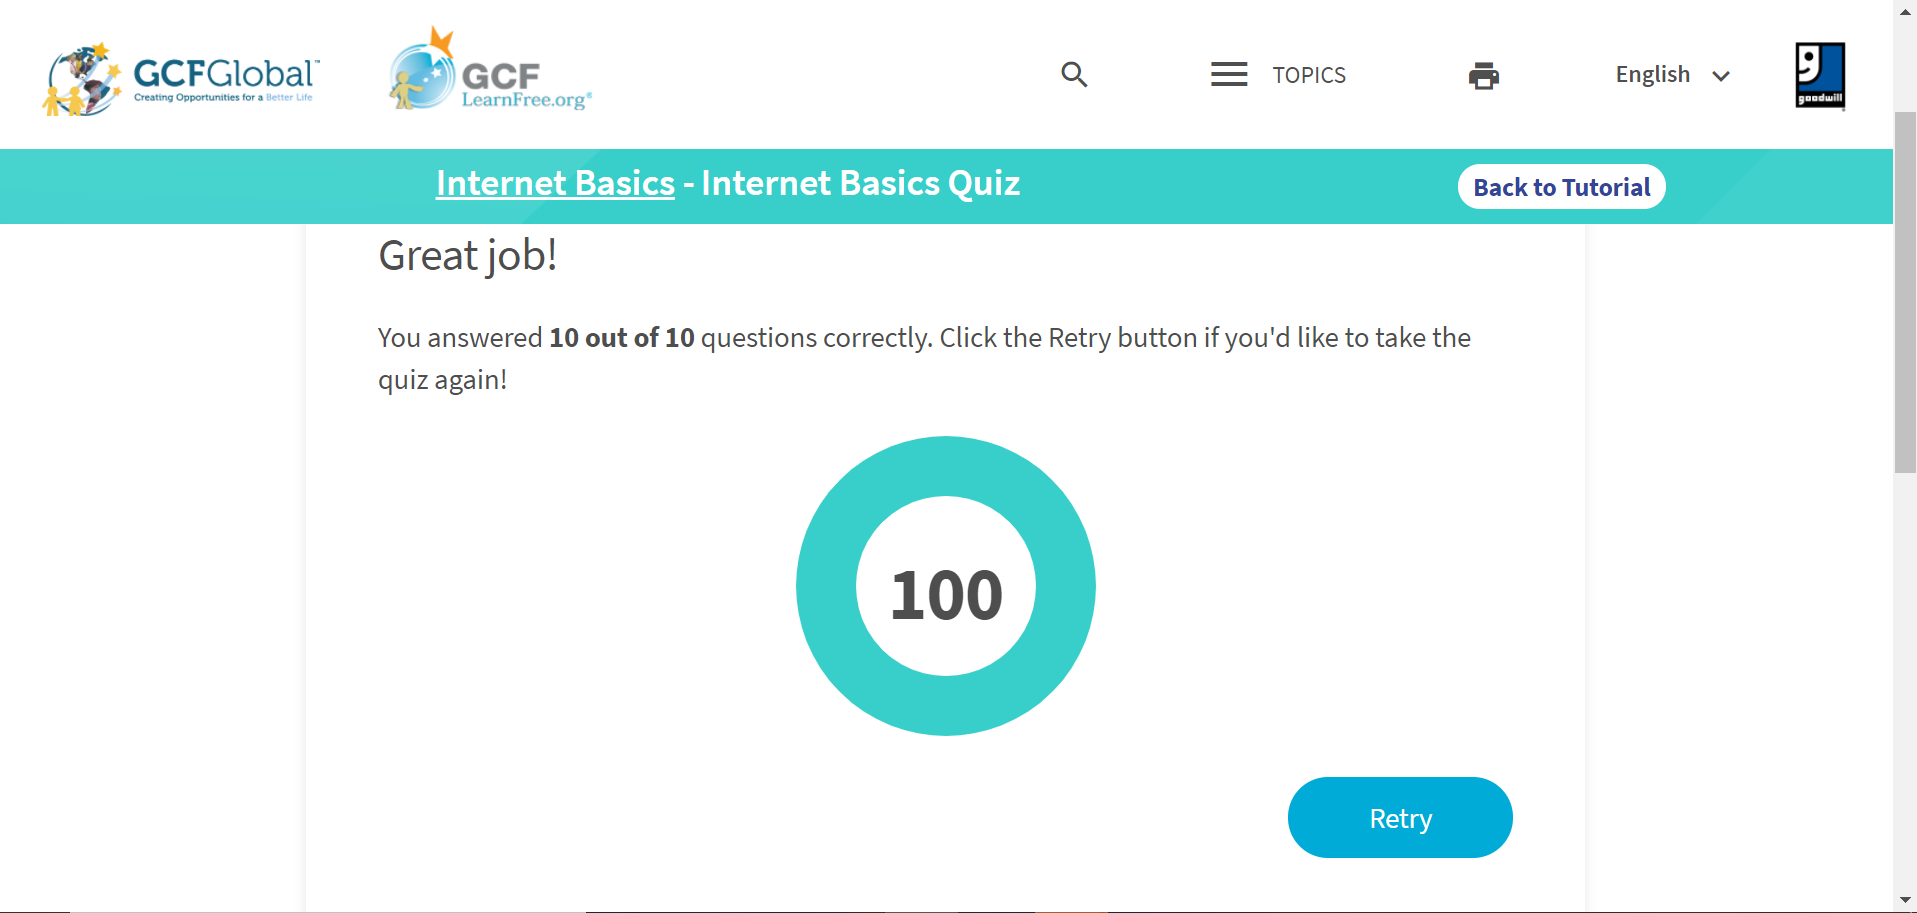 GCFGlobal™
Creating Opportunities for a Better Life
GCF
LearnFree.org®
TOPICS
English
goodwill
Internet Basics - Internet Basics Quiz
Back to Tutorial
Great job!
You answered 10 out of 10 questions correctly. Click the Retry button if you'd like to take the
quiz again!
100
Retry